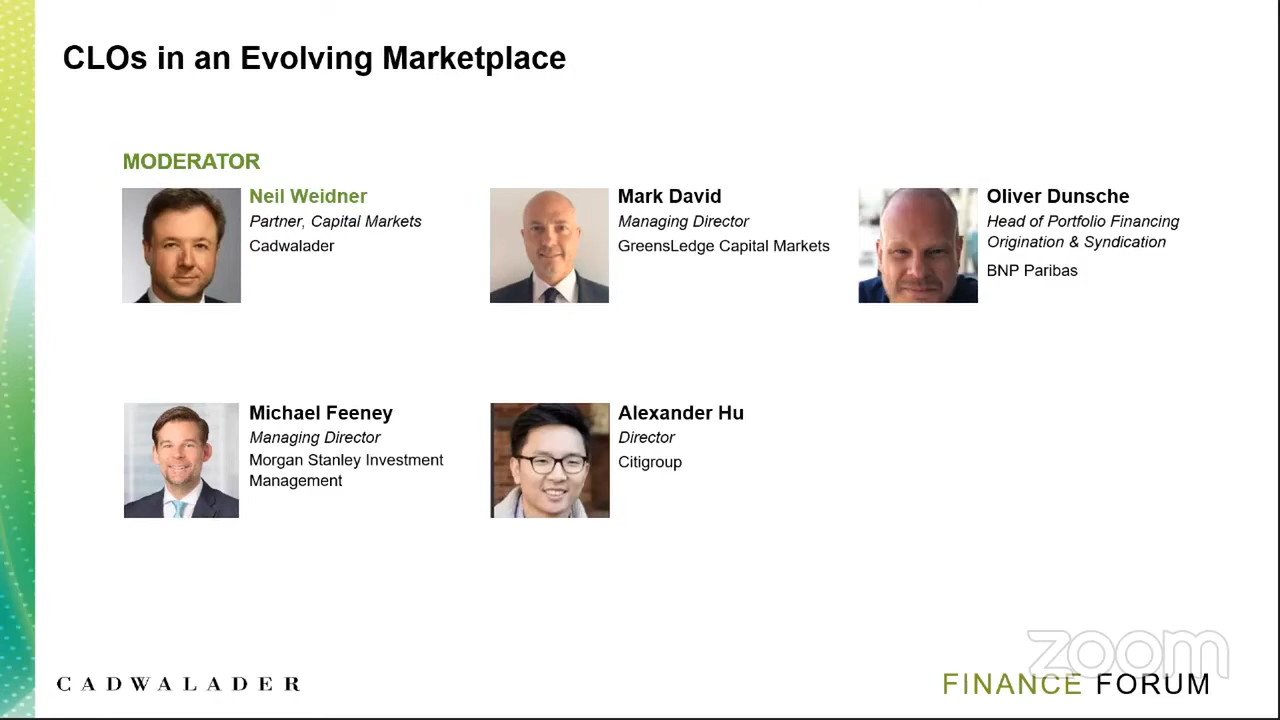 CLOs in an Evolving Marketplace
MODERATOR
Neil Weidner
Partner, Capital Markets
Cadwalader
Mark David
Managing Director
GreensLedge Capital Markets
Oliver Dunsche
Head of Portfolio Financing
Origination & Syndication
BNP Paribas
Michael Feeney
Managing Director
Morgan Stanley Investment
Management
Alexander Hu
Director
Citigroup
zoom
CADWALADER
FINANCE FORUM